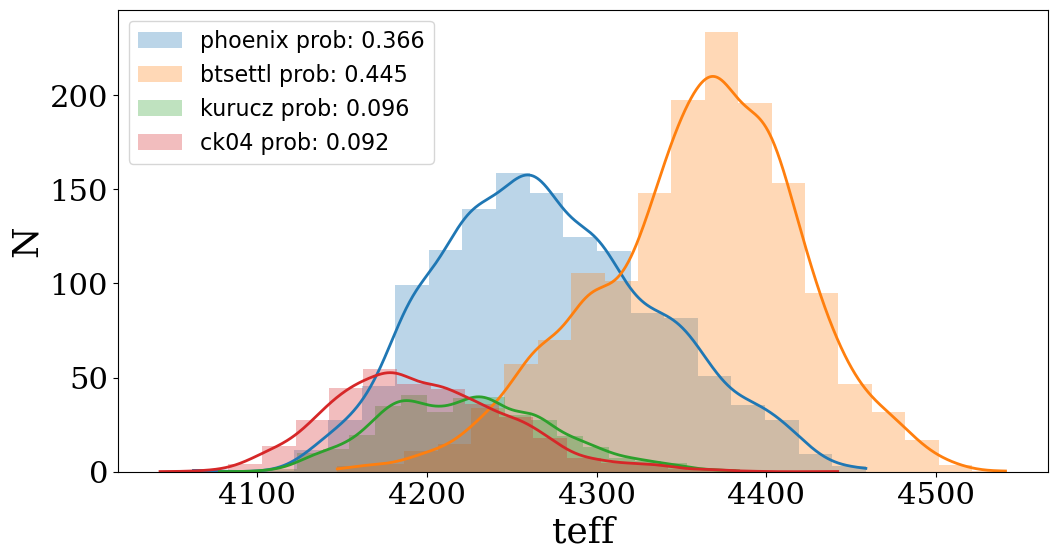 phoenix prob: 0.366
btsettl prob: 0.445
kurucz prob: 0.096
ck04 prob: 0.092
200
150
100
50
0
N
4100 4200 4300 4400 4500
teff